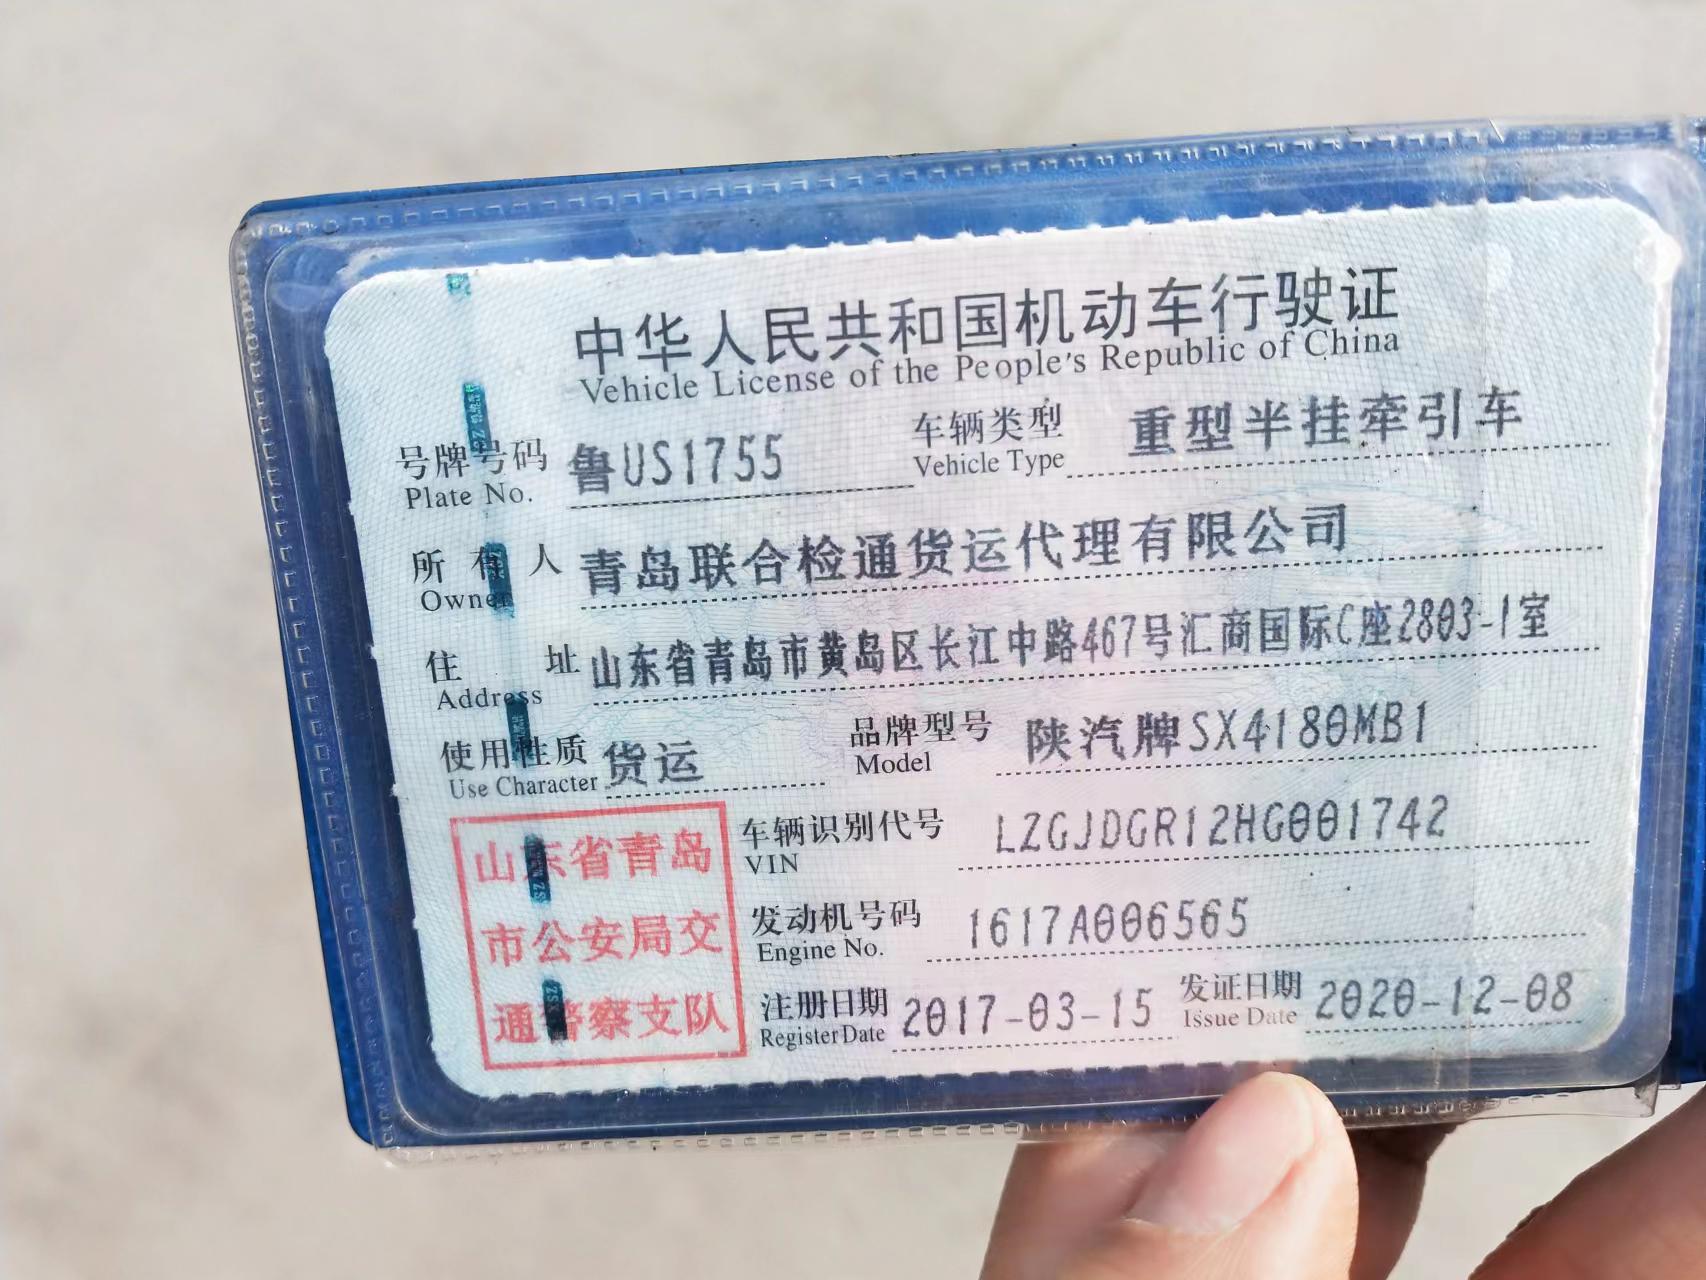 中华人民共和国机动车行驶证
Vehicle License of the People's Republic of China
号牌号码 鲁US1755 车辆类型 重型半挂牵引车
Plate No. Vehicle Type
所有人 青岛联合检通货运代理有限公司
Owner
住址 山东省青岛市黄岛区长江中路467号汇商国际C座2803-1室
Address
使用性质 货运 品牌型号 陕汽牌SX4180MB1
Use Character Model
山东省青岛
市公安局交
通警察支队
车辆识别代号 LZGJDGR12HG001742
VIN
发动机号码 1617A006565
Engine No.
注册日期 2017-03-15 发证日期 2020-12-08
Register Date Issue Date